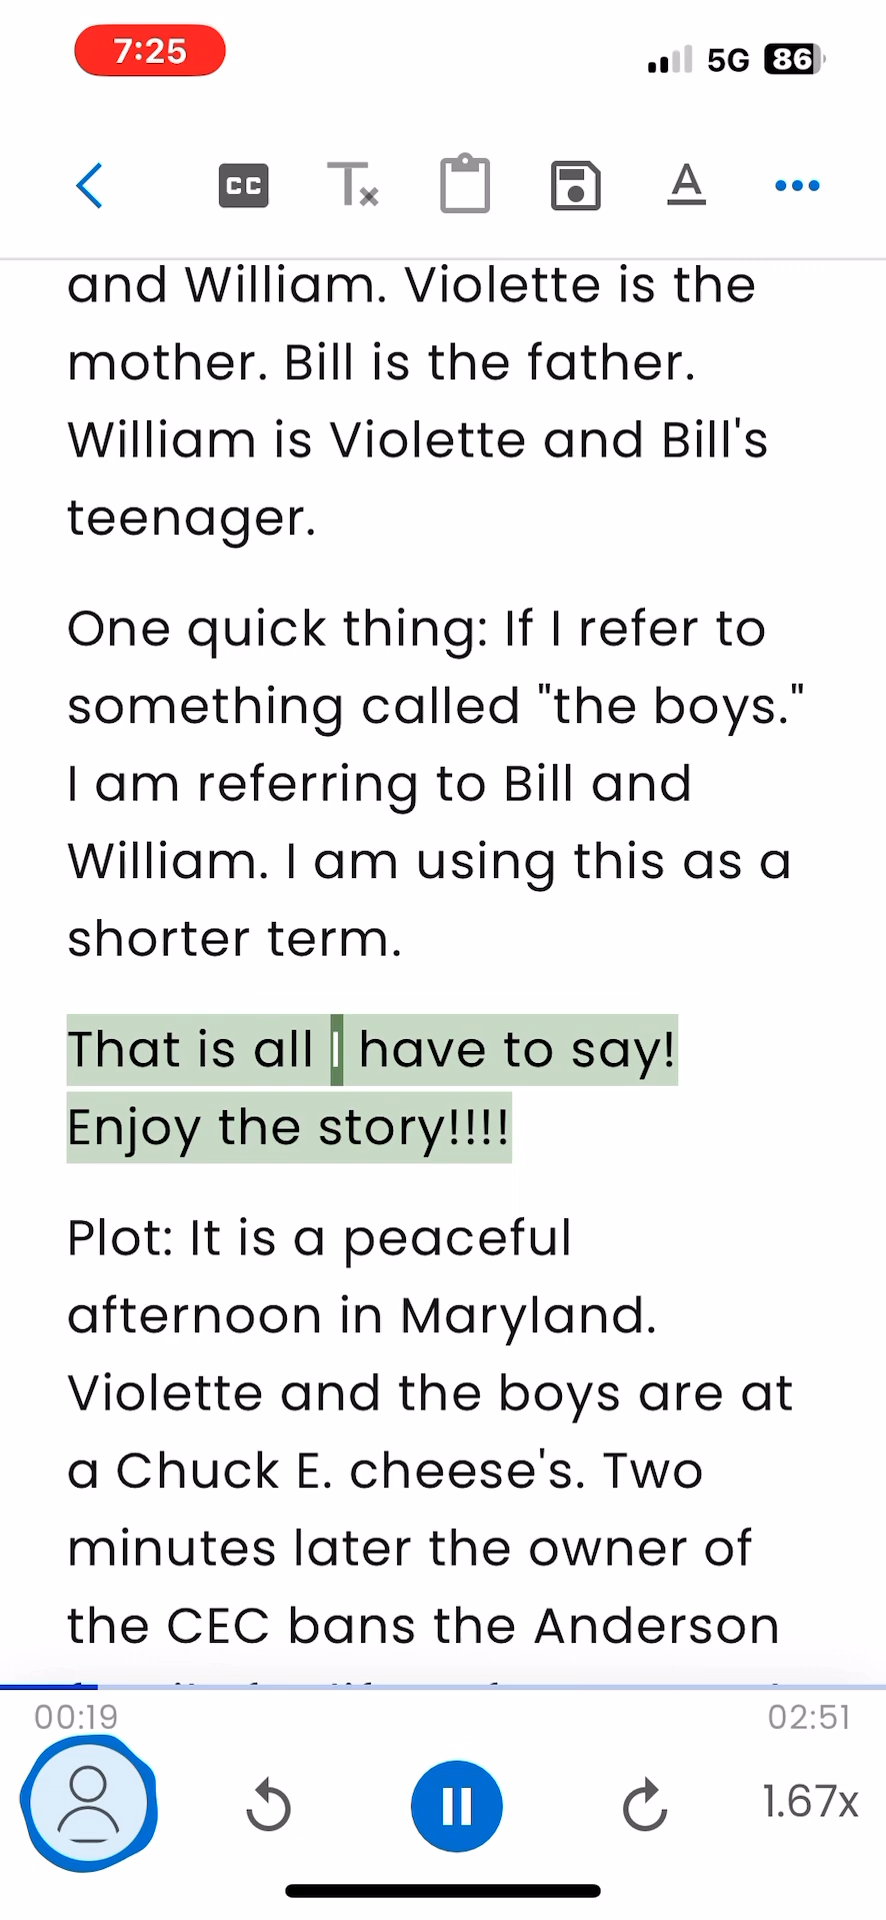 7:25
5G 86
CC
and William. Violette is the
mother. Bill is the father.
William is Violette and Bill's
teenager.
One quick thing: If I refer to
something called "the boys."
I am referring to Bill and
William. I am using this as a
shorter term.
That is all I have to say!
Enjoy the story!!!!
Plot: It is a peaceful
afternoon in Maryland.
Violette and the boys are at
a Chuck E. cheese's. Two
minutes later the owner of
the CEC bans the Anderson
00:19
02:51
1.67x